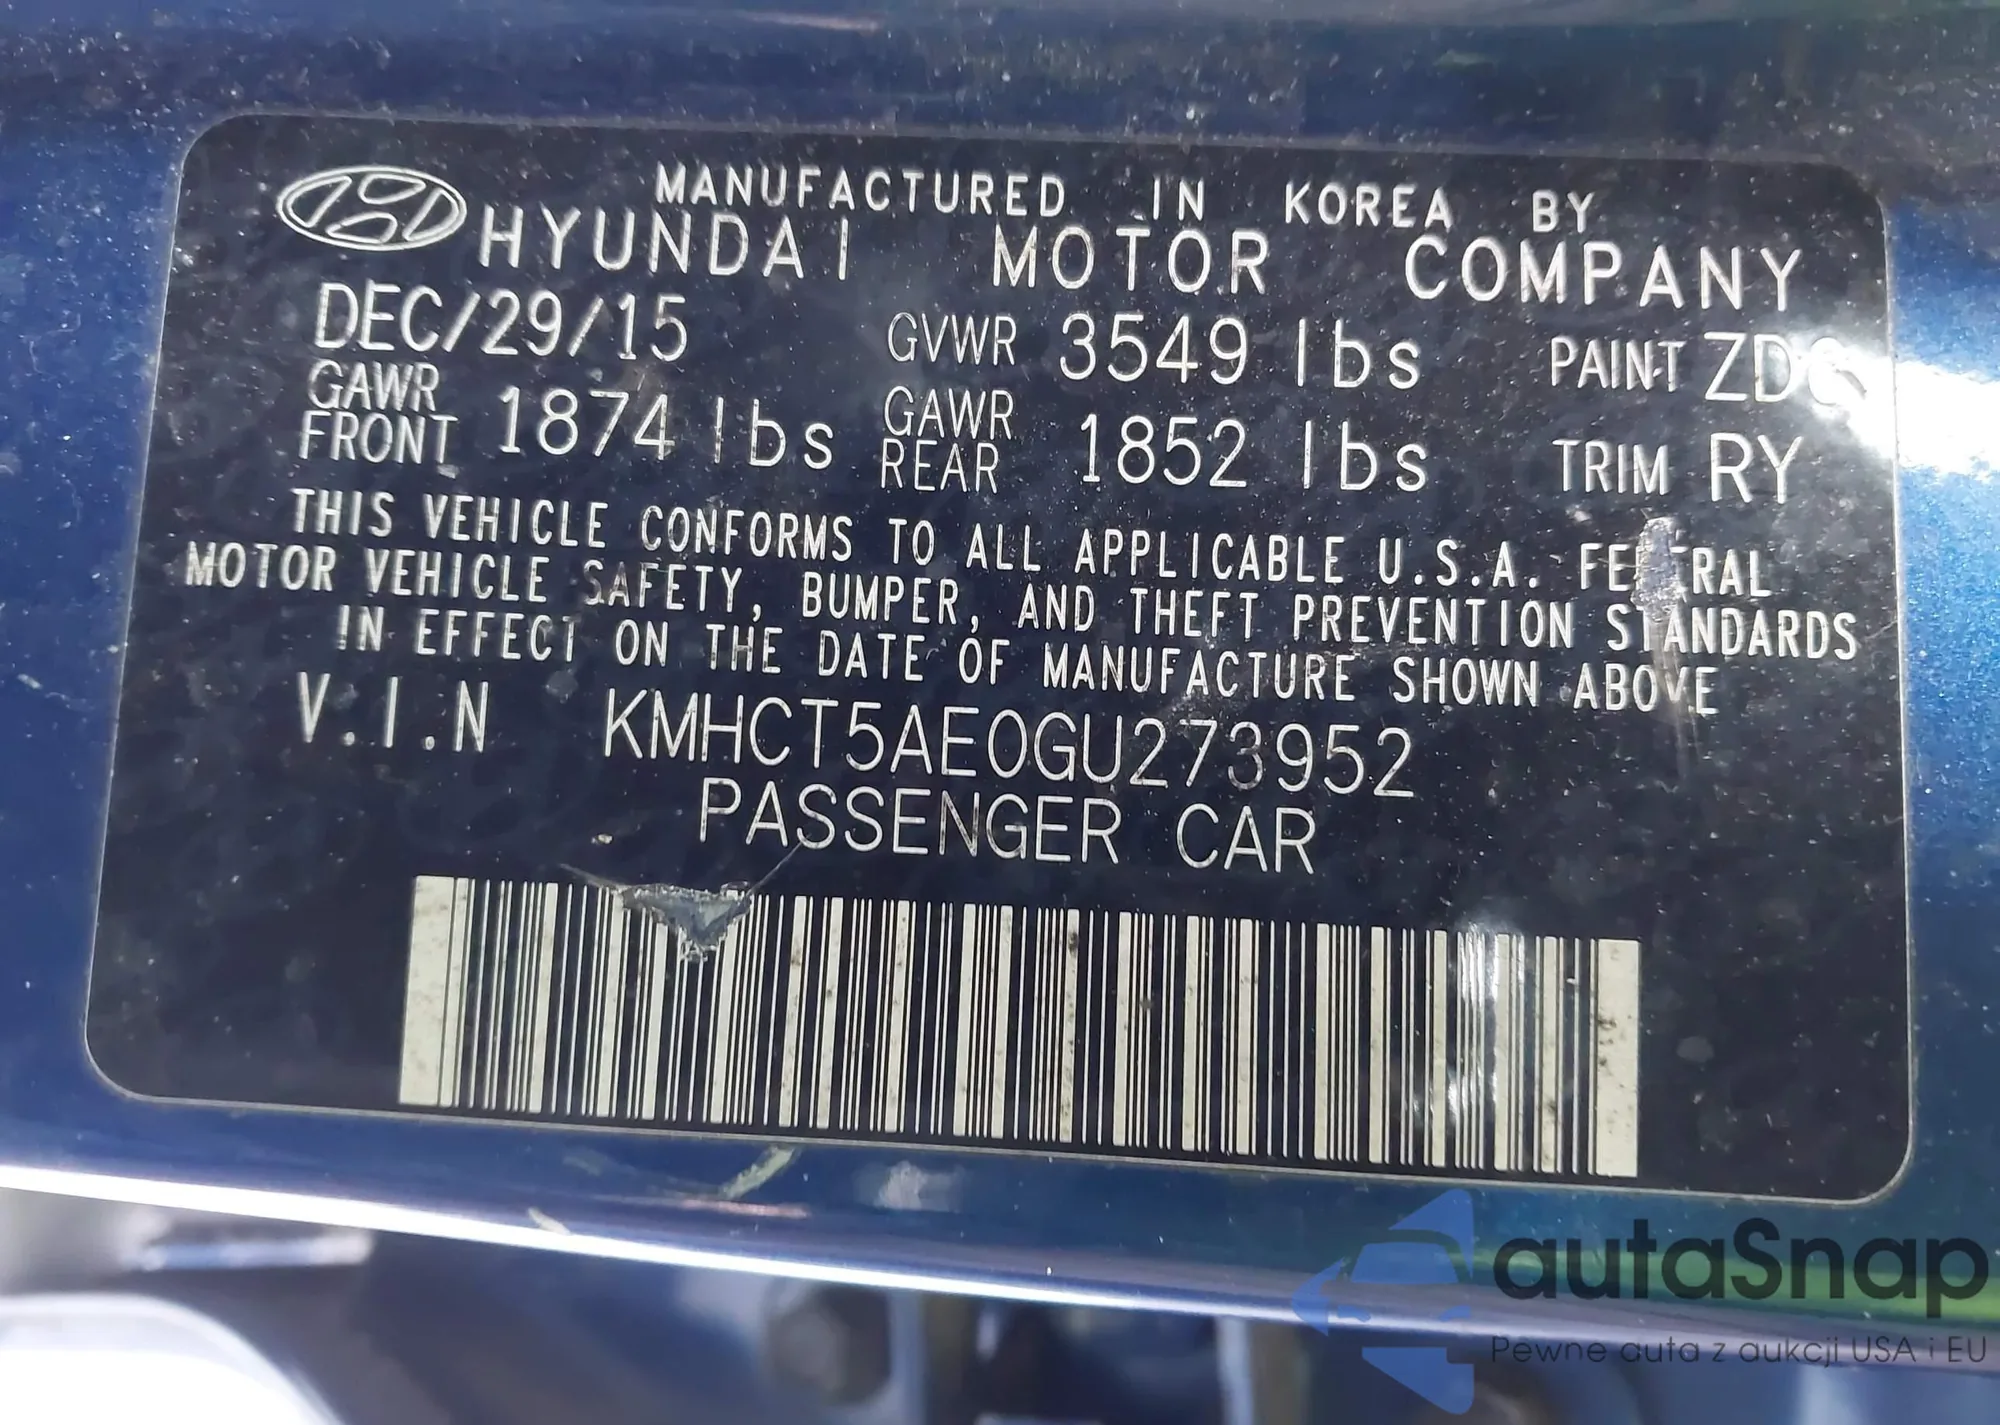 MANUFACTURED IN KOREA BY
HYUNDAI MOTOR COMPANY
DEC/29/15 GVWR 3549 lbs PAINT
GAWR FRONT 1874 lbs GAWR REAR 1852 lbs TRIM RY
THIS VEHICLE CONFORMS TO ALL APPLICABLE U.S.A. FEDERAL
MOTOR VEHICLE SAFETY, BUMPER, AND THEFT PREVENTION STANDARDS
IN EFFECT ON THE DATE OF MANUFACTURE SHOWN ABOVE
V.I.N KMHCT5AE0GU273952
PASSENGER CAR
autaSnap
Pewne auta z aukcji USA i EU